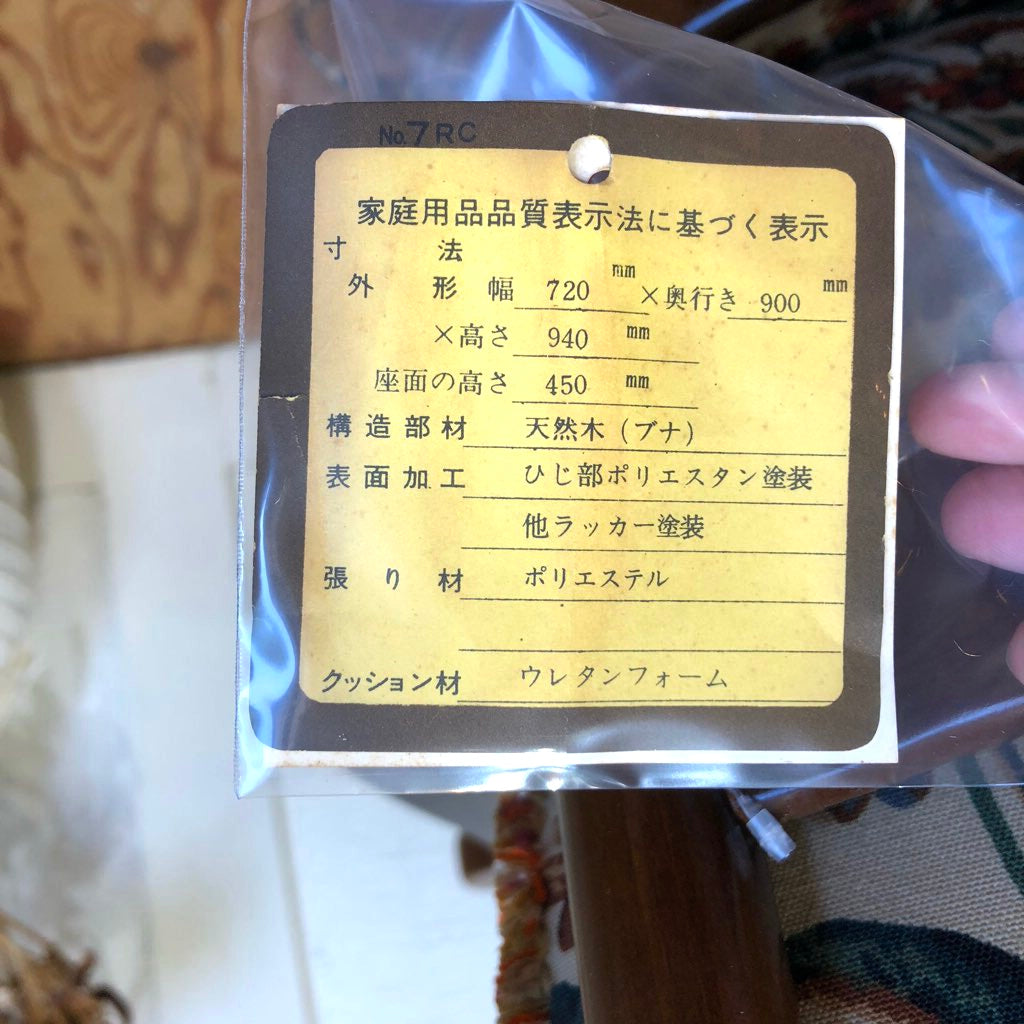 No.7RC
家庭用品品質表示法に基づく表示
寸法
外形 幅 720 mm ×奥行き 900 mm
×高さ 940 mm
座面の高さ 450 mm
構造部材 天然木(ブナ)
表面加工 ひじ部ポリエスタン塗装
他ラッカー塗装
張り材 ポリエステル
クッション材 ウレタンフォーム